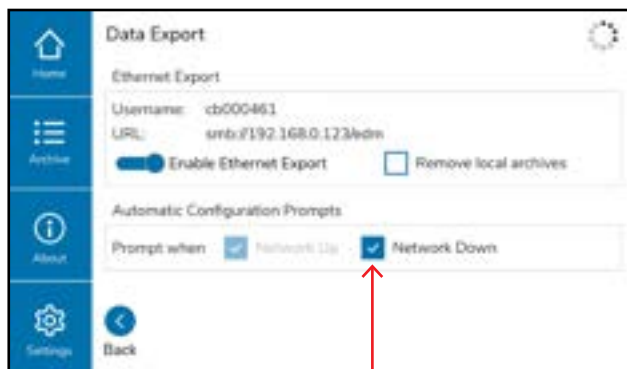 Data Export
Home
Ethernet Export
Username: cb000461
URL: smb://192.168.0.123/edm
Archive
Enable Ethernet Export Remove local archives
Automatic Configuration Prompts
About
Prompt when Network Up Network Down
Settings
Back